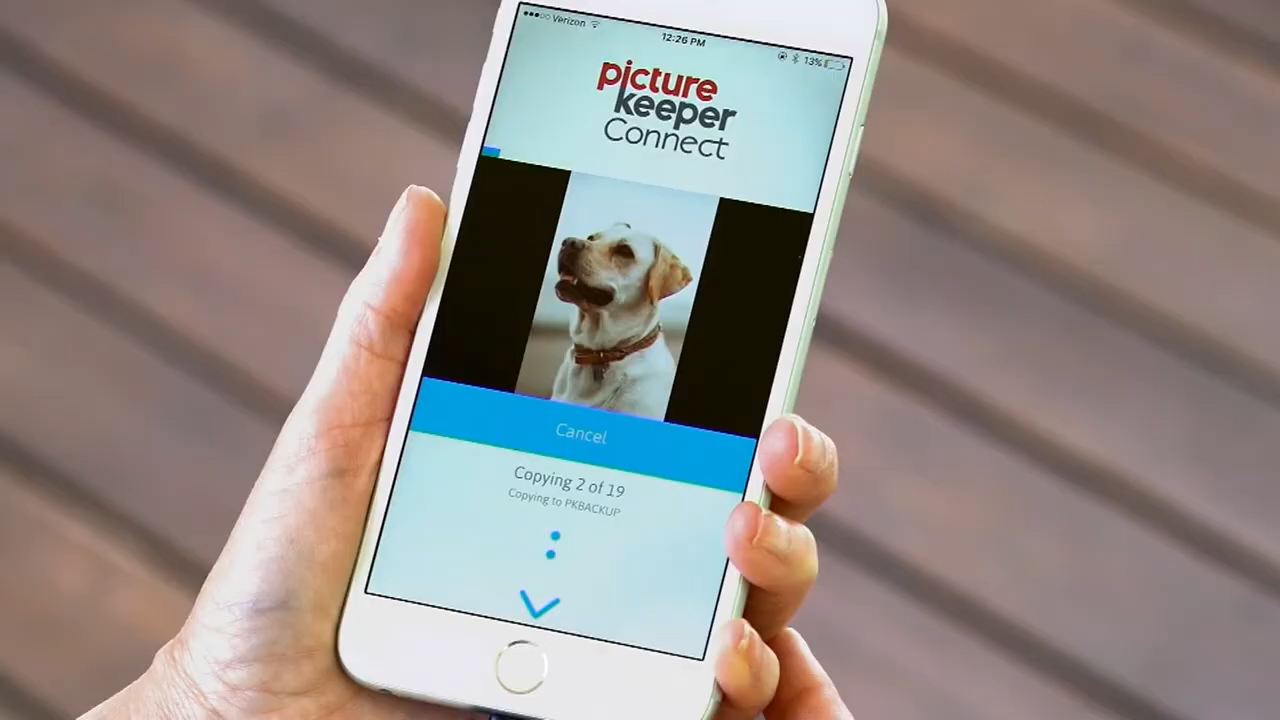 Verizon
12:26 PM
13%
picture
keeper
Connect
Cancel
Copying 2 of 19
Copying to PKBACKUP